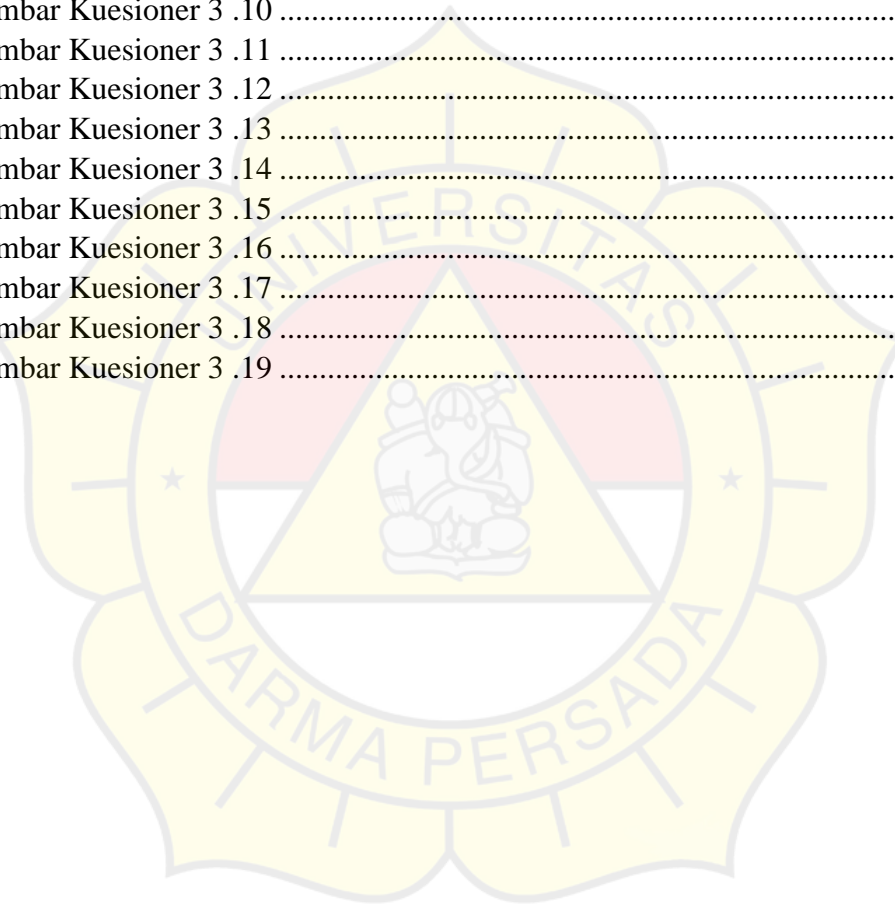 mbar Kuesioner 3 .10 ........................................................................................
mbar Kuesioner 3 .11 ........................................................................................
mbar Kuesioner 3 .12 ........................................................................................
mbar Kuesioner 3 .13 ........................................................................................
mbar Kuesioner 3 .14 ........................................................................................
mbar Kuesioner 3 .15 ........................................................................................
mbar Kuesioner 3 .16 ........................................................................................
mbar Kuesioner 3 .17 ........................................................................................
mbar Kuesioner 3 .18 ........................................................................................
mbar Kuesioner 3 .19 ........................................................................................
UNIVERSITAS
DARMA PERSADA